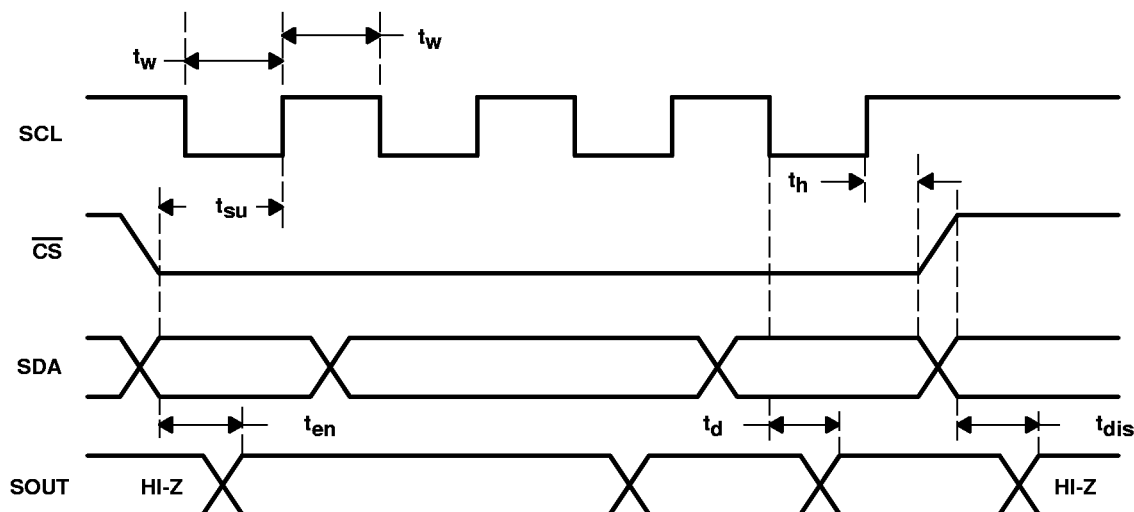 tw
tw
SCL
th
tsu
CS
SDA
ten
td
tdis
SOUT
HI-Z
HI-Z